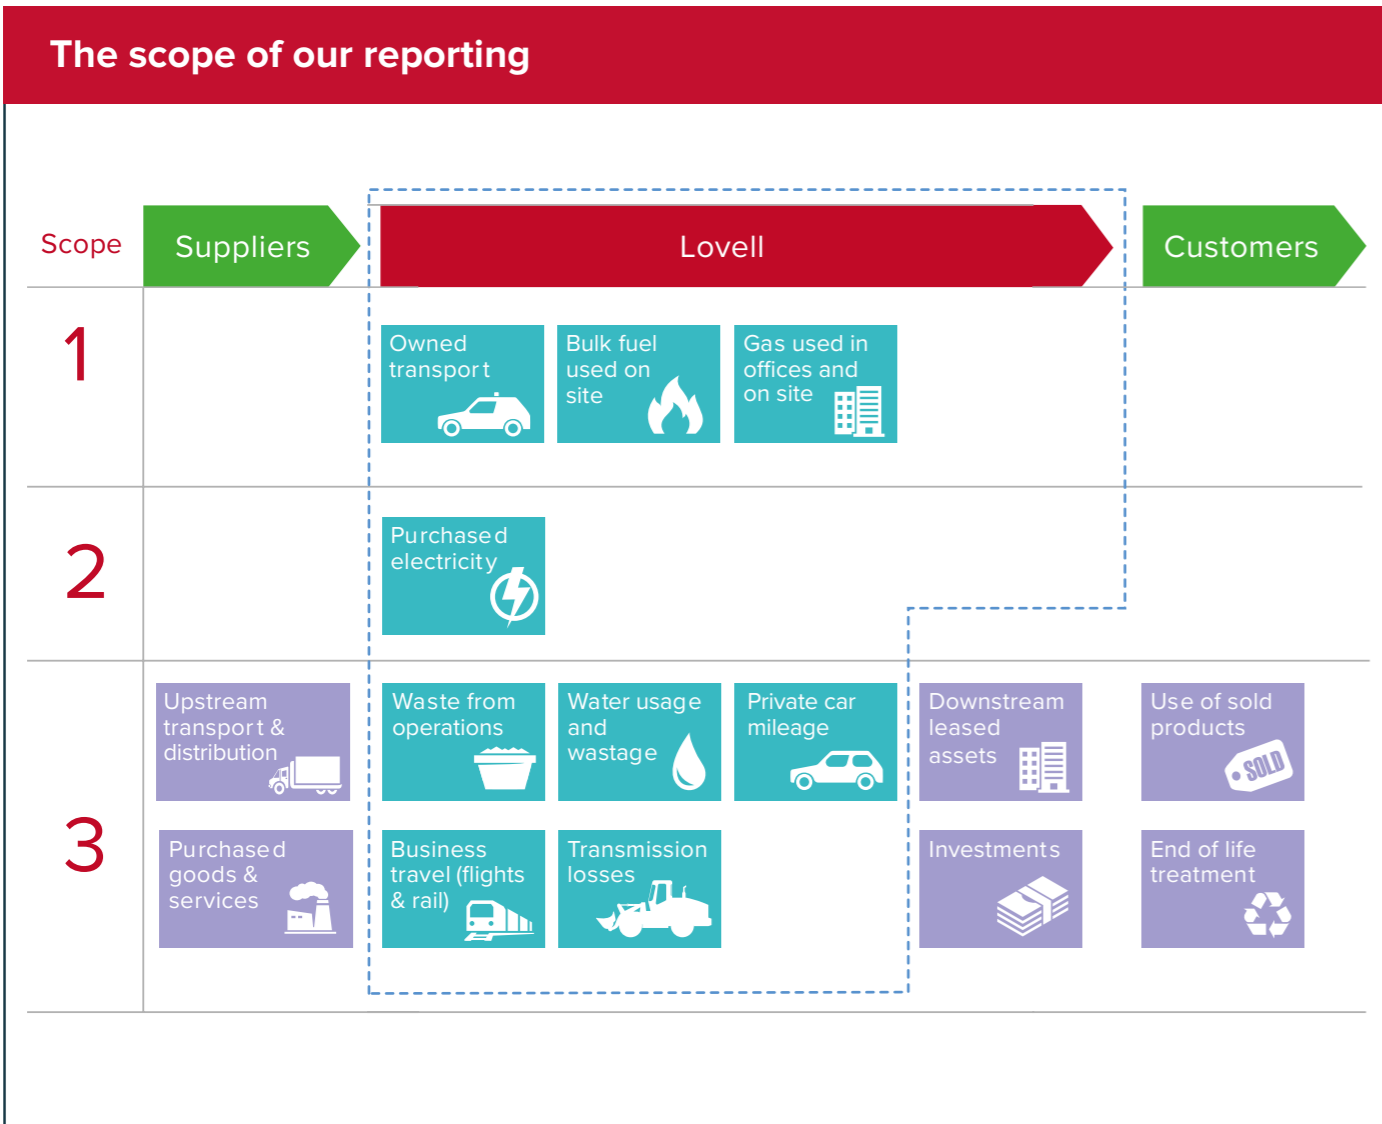 The scope of our reporting
Scope
Suppliers
Lovell
Customers
1
Owned
transport
Bulk fuel
used on
site
Gas used in
offices and
on site
2
Purchased
electricity
3
Upstream
transport &
distribution
Waste from
operations
Water usage
and
wastage
Private car
mileage
Downstream
leased
assets
Use of sold
products
SOLD
Purchased
goods &
services
Business
travel (flights
& rail)
Transmission
losses
Investments
End of life
treatment